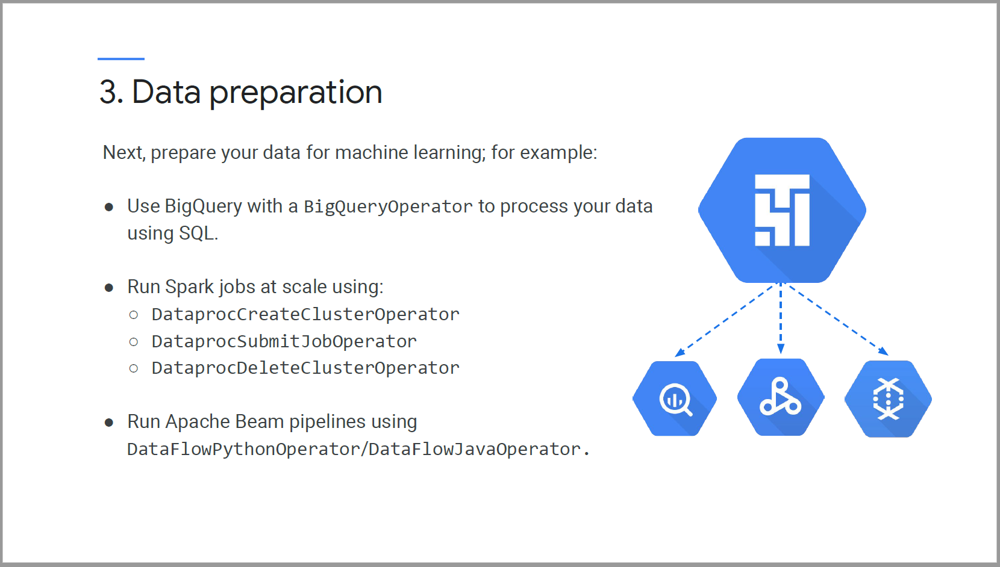 3. Data preparation
Next, prepare your data for machine learning; for example:
● Use BigQuery with a BigQueryOperator to process your data
using SQL.
● Run Spark jobs at scale using:
○ DataprocCreateClusterOperator
○ DataprocSubmitJobOperator
○ DataprocDeleteClusterOperator
● Run Apache Beam pipelines using
DataFlowPythonOperator/DataFlowJavaOperator.